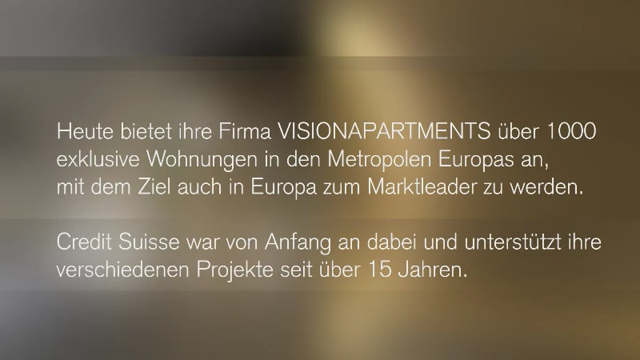 Heute bietet ihre Firma VISIONAPARTMENTS über 1000
exklusive Wohnungen in den Metropolen Europas an,
mit dem Ziel auch in Europa zum Marktleader zu werden.
Credit Suisse war von Anfang an dabei und unterstützt ihre
verschiedenen Projekte seit über 15 Jahren.